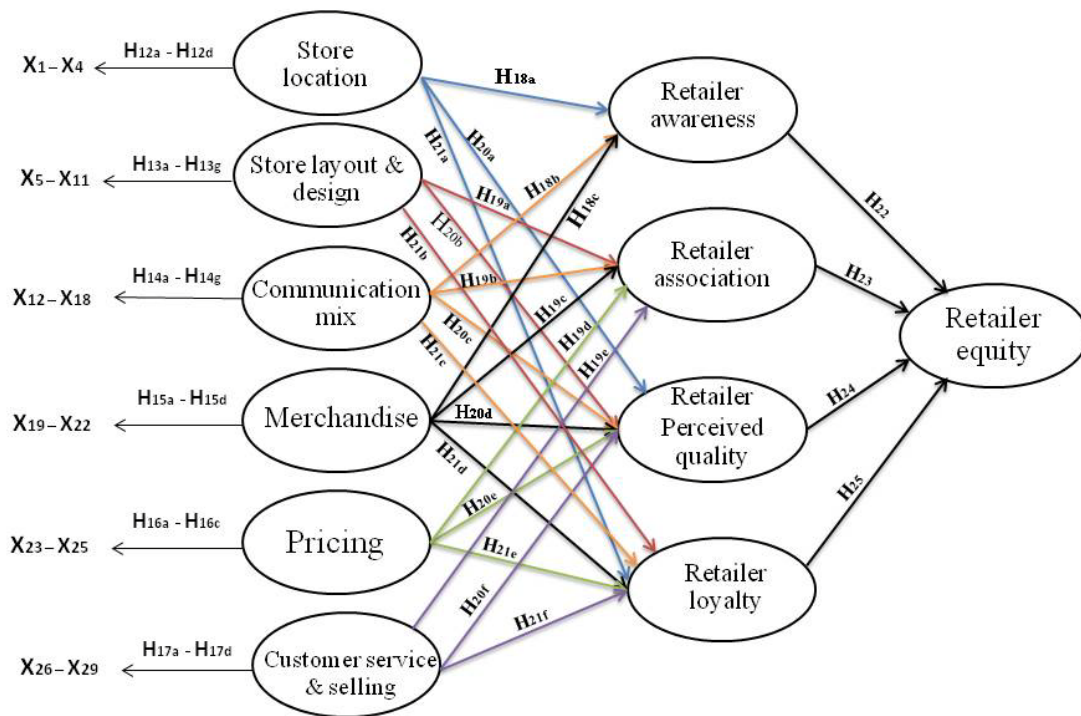 X1 – X4
H12a - H12d
Store
location
X5 – X11
H13a - H13g
Store layout &
design
X12 – X18
H14a – H14g
Communication
mix
X19 – X22
H15a – H15d
Merchandise
X23 – X25
H16a – H16c
Pricing
X26 – X29
H17a - H17d
Customer service
& selling
H18a
H21a
H20a
H18b
H18c
H19a
H20b
H21b
H19b
H19c
H20c
H21c
H19d
H19e
H20d
H21d
H20e
H21e
H20f
H21f
Retailer
awareness
Retailer
association
Retailer
Perceived
quality
Retailer
loyalty
H22
H23
H24
H25
Retailer
equity